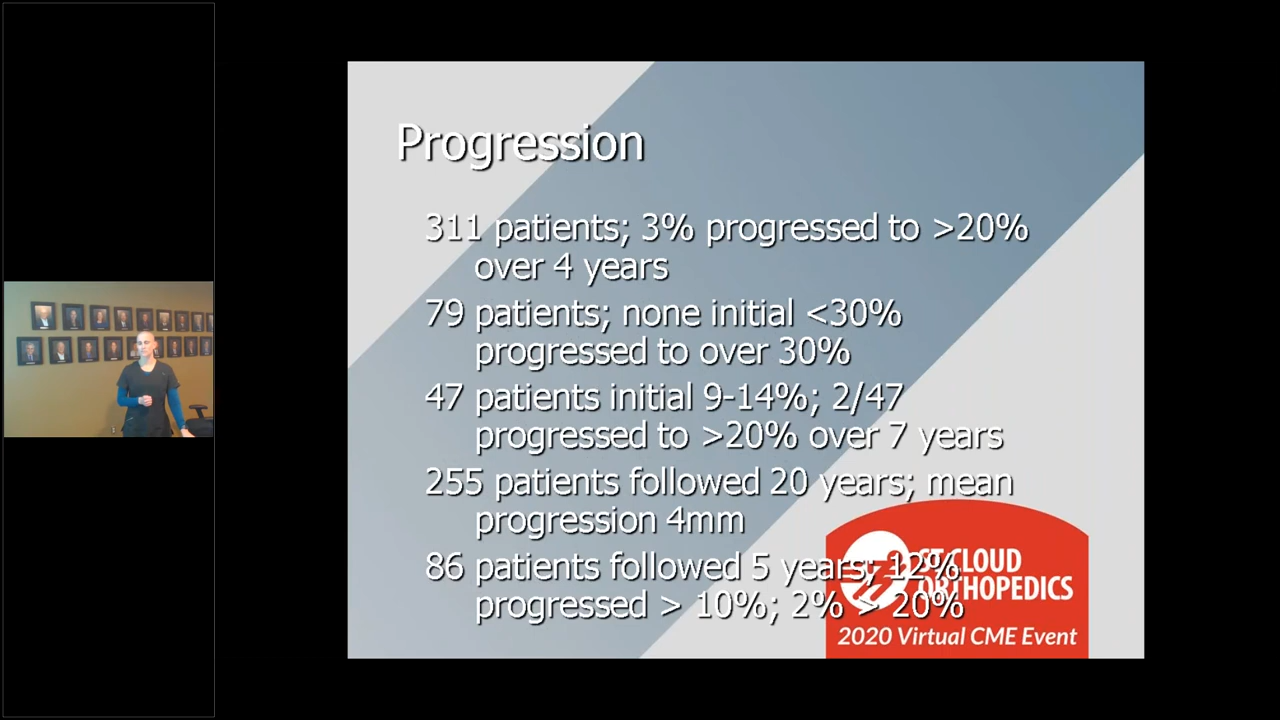 Progression
311 patients; 3% progressed to >20%
over 4 years
79 patients; none initial <30%
progressed to over 30%
47 patients initial 9-14%; 2/47
progressed to >20% over 7 years
255 patients followed 20 years; mean
progression 4mm
86 patients followed 5 years; 12%
progressed > 10%; 2% > 20%
ST. CLOUD
ORTHOPEDICS
2020 Virtual CME Event